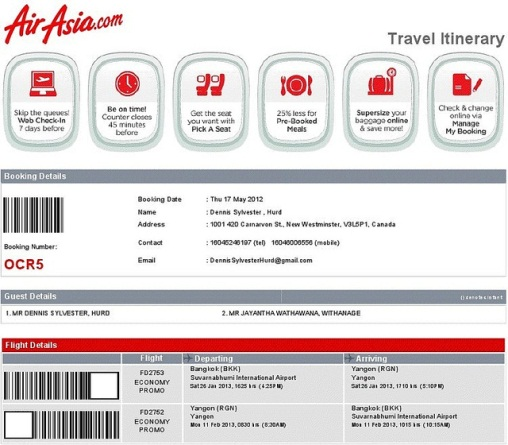 AirAsia.com
Travel Itinerary
Skip the queues!
Web Check-In
7 days before
Be on time!
Counter closes
45 minutes
before
Get the seat
you want with
Pick A Seat
25% less for
Pre-Booked
Meals
Supersize your
baggage online
& save more!
Check & change
online via
Manage
My Booking
Booking Details
Booking Date : Thu 17 May 2012
Name : Dennis Sylvester , Hurd
Address : 1001 420 Carnarvon St., New Westminster, V3L5P1, Canada
Booking Number:
Contact : 16045246197 (tel) 16046006556 (mobile)
OCR5
Email : DennisSylvesterHurd@gmail.com
Guest Details
() denotes infant
1. MR DENNIS SYLVESTER, HURD 2. MR JAYANTHA WATHAWANA, WITHANAGE
Flight Details
Flight Departing Arriving
FD2753
ECONOMY
PROMO
Bangkok (BKK)
Suvarnabhumi International Airport
Sat 26 Jan 2013, 1625 hrs (4:25PM)
Yangon (RGN)
Yangon
Sat 26 Jan 2013, 1710 hrs (5:10PM)
FD2752
ECONOMY
PROMO
Yangon (RGN)
Yangon
Mon 11 Feb 2013, 0830 hrs (8:30AM)
Bangkok (BKK)
Suvarnabhumi International Airport
Mon 11 Feb 2013, 1015 hrs (10:15AM)